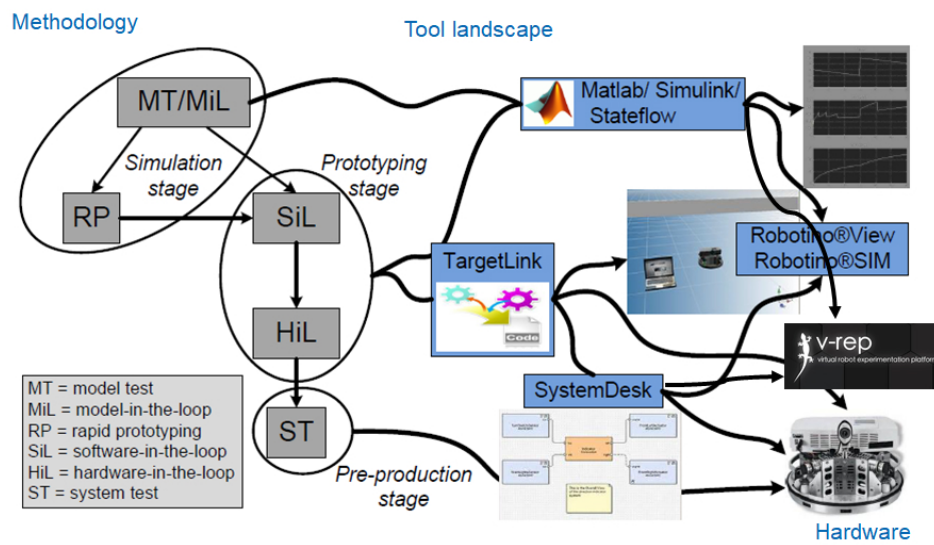 Methodology
Tool landscape
MT/MiL
Matlab/ Simulink/
Stateflow
Simulation
stage
Prototyping
stage
RP
SiL
Robotino®View
Robotino®SIM
TargetLink
Code
HiL
v-rep
virtual robot experimentation platform
MT = model test
MiL = model-in-the-loop
RP = rapid prototyping
SiL = software-in-the-loop
HiL = hardware-in-the-loop
ST = system test
SystemDesk
ST
Pre-production
stage
Hardware